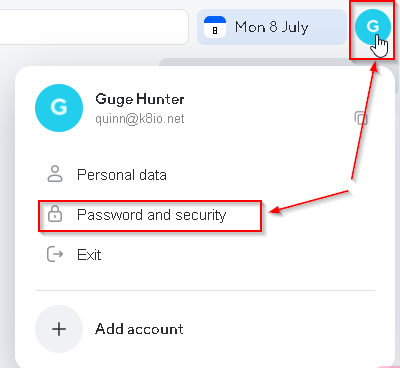 8 Mon 8 July G
G Guge Hunter
quinn@k8io.net
Personal data
Password and security
Exit
Add account